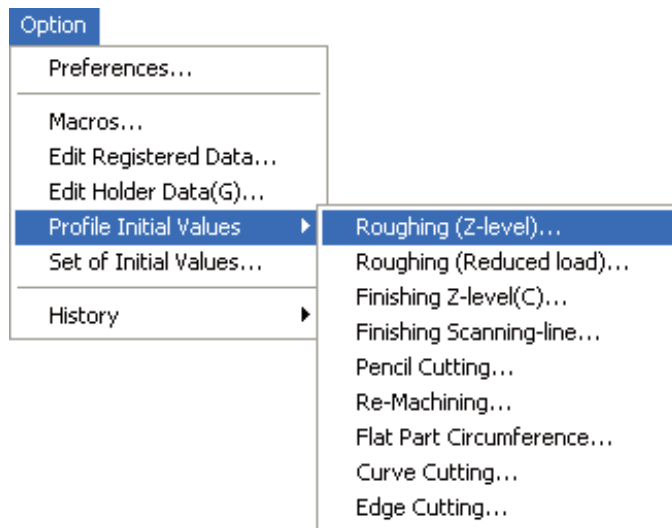 Option
Preferences...
Macros...
Edit Registered Data...
Edit Holder Data(G)...
Profile Initial Values
Set of Initial Values...
History
Roughing (Z-level)...
Roughing (Reduced load)...
Finishing Z-level(C)...
Finishing Scanning-line...
Pencil Cutting...
Re-Machining...
Flat Part Circumference...
Curve Cutting...
Edge Cutting...